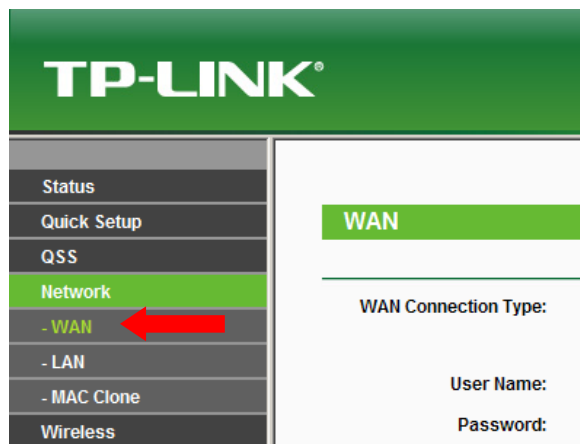 TP-LINK®
Status
Quick Setup
QSS
Network
- WAN
- LAN
- MAC Clone
Wireless
WAN
WAN Connection Type:
User Name:
Password: